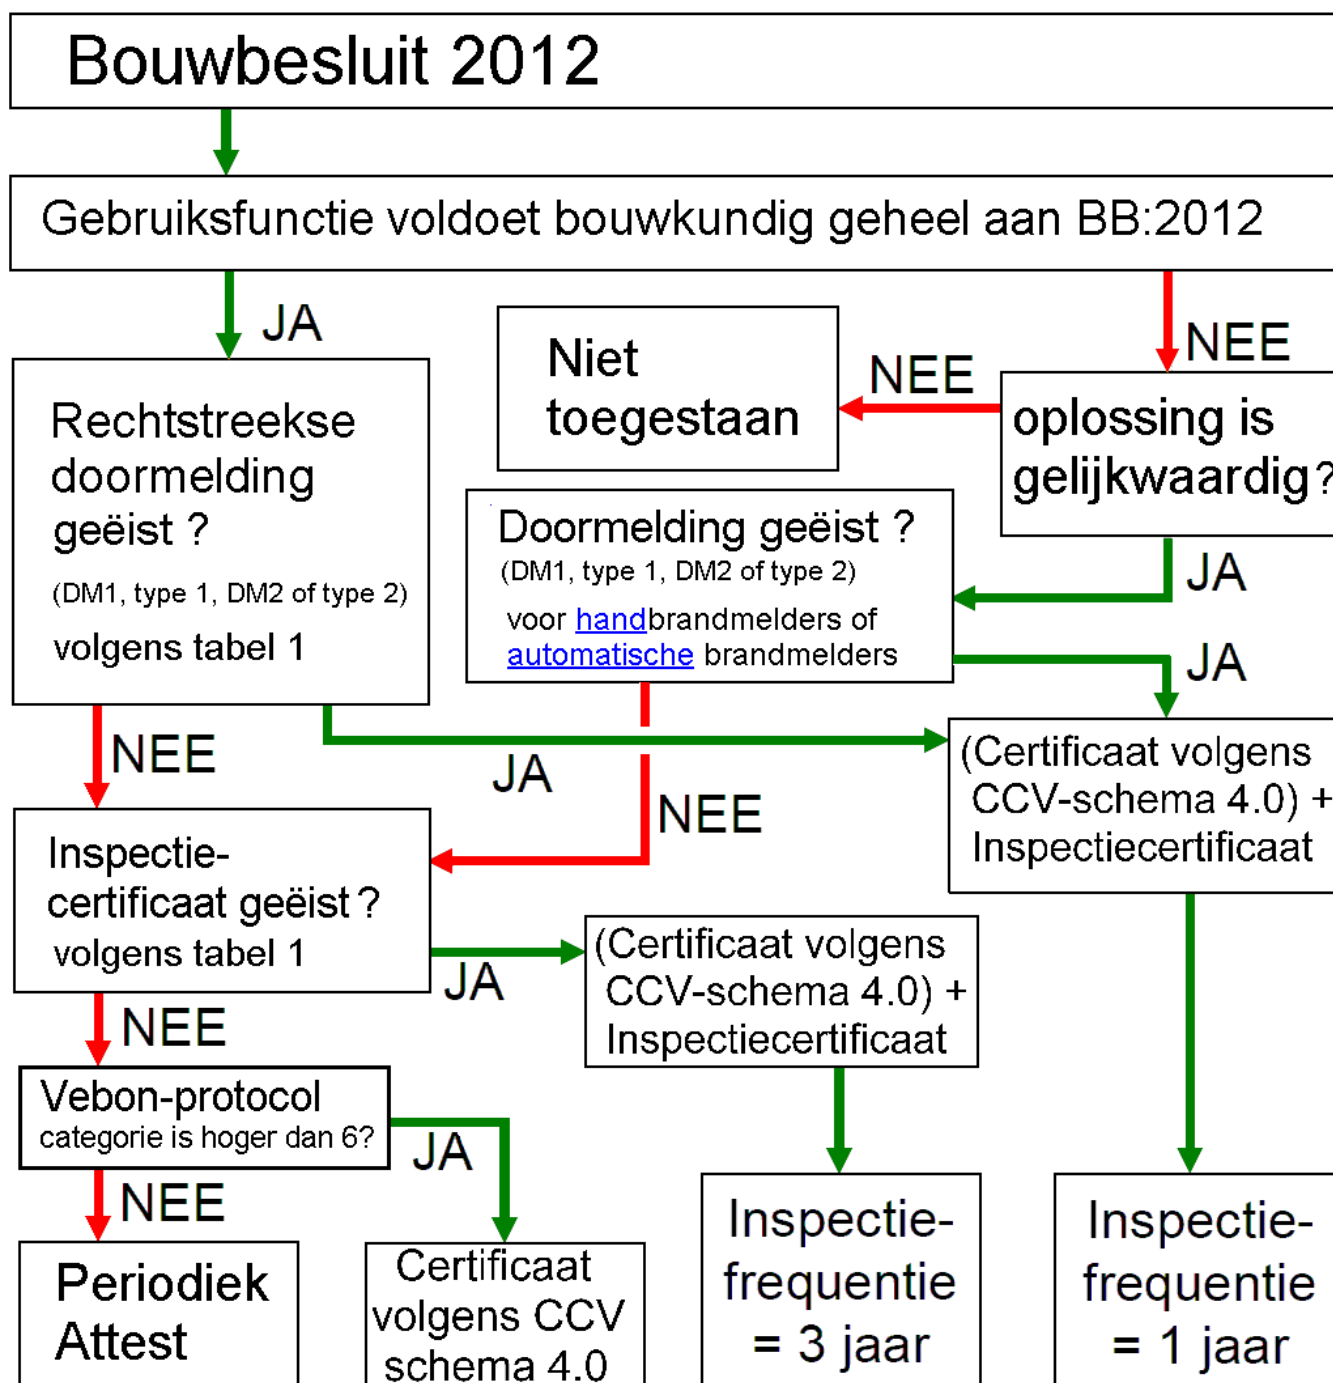 Bouwbesluit 2012
Gebruiksfunctie voldoet bouwkundig geheel aan BB:2012
JA
NEE
Niet
toegestaan
NEE
oplossing is
gelijkwaardig?
Rechtstreekse
doormelding
geëist ?
(DM1, type 1, DM2 of type 2)
volgens tabel 1
Doormelding geëist ?
(DM1, type 1, DM2 of type 2)
voor handbrandmelders of
automatische brandmelders
JA
JA
NEE
JA
NEE
(Certificaat volgens
CCV-schema 4.0) +
Inspectiecertificaat
Inspectie-
certificaat geëist ?
volgens tabel 1
JA
(Certificaat volgens
CCV-schema 4.0) +
Inspectiecertificaat
NEE
Vebon-protocol
categorie is hoger dan 6?
JA
NEE
Periodiek
Attest
Certificaat
volgens CCV
schema 4.0
Inspectie-
frequentie
= 3 jaar
Inspectie-
frequentie
= 1 jaar